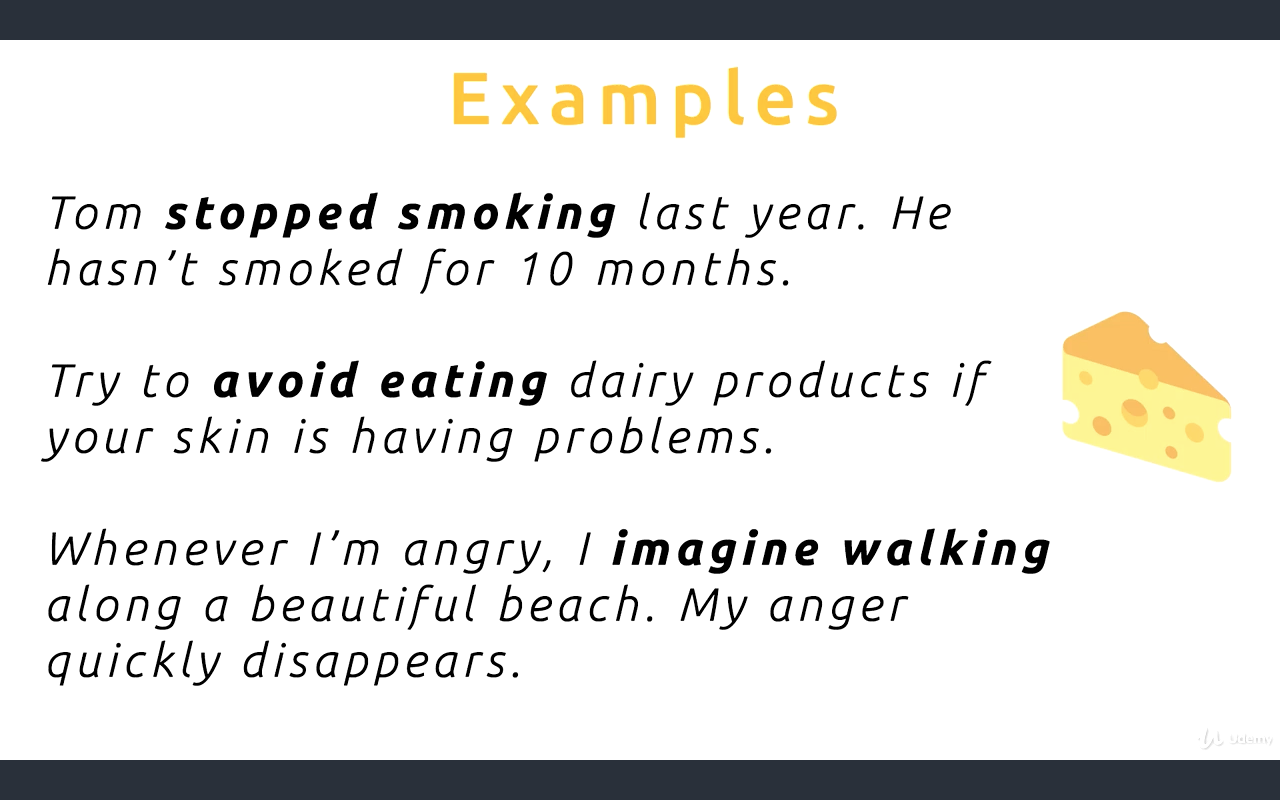 Examples
Tom stopped smoking last year. He
hasn’t smoked for 10 months.
Try to avoid eating dairy products if
your skin is having problems.
Whenever I’m angry, I imagine walking
along a beautiful beach. My anger
quickly disappears.
Udemy